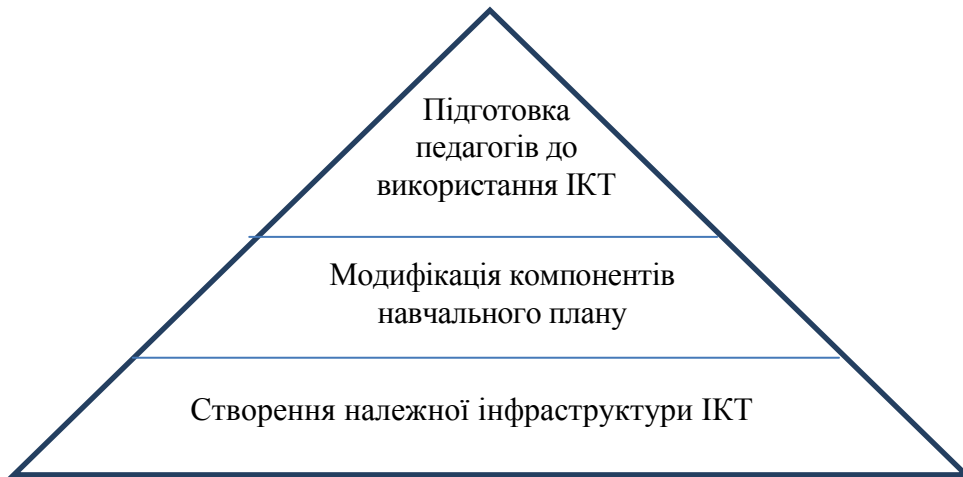 Підготовка
педагогів до
використання ІКТ
Модифікація компонентів
навчального плану
Створення належної інфраструктури ІКТ